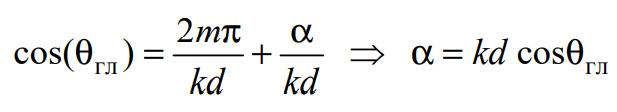 cos(θгл) = 2mπ/kd + α/kd ⇒ α = kd cosθгл